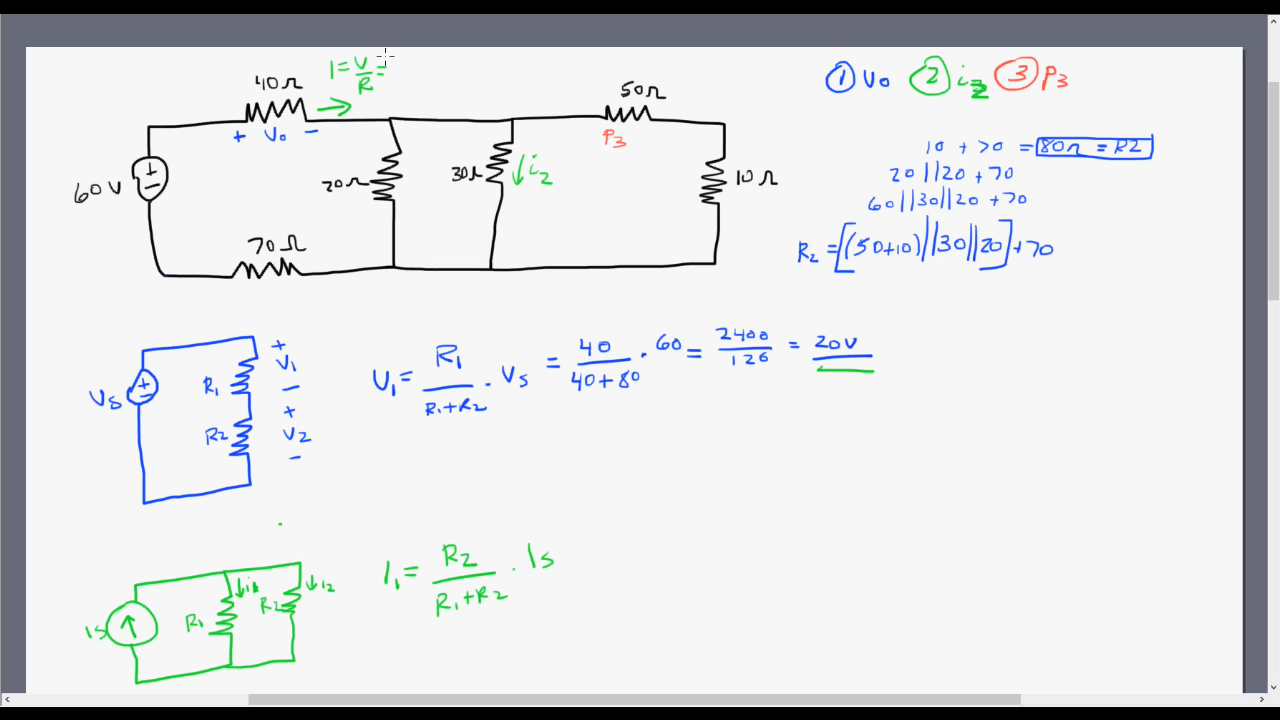 40Ω
I = V/R =
50Ω
① Vo ② i2 ③ P3
+ Vo −
P3
60V
+
−
20Ω
30Ω
i2
10Ω
70Ω
10 + 70 = 80Ω = R2
20||20 + 70
60||30||20 + 70
R2 = [(50+10)||30||20] + 70
Vs
+
−
R1
R2
+
V1
−
+
V2
−
V1 = R1/(R1+R2) · Vs = 40/(40+80) · 60 = 2400/120 = 20V
Is
R1
i1
R2
I2
I1 = R2/(R1+R2) · Is